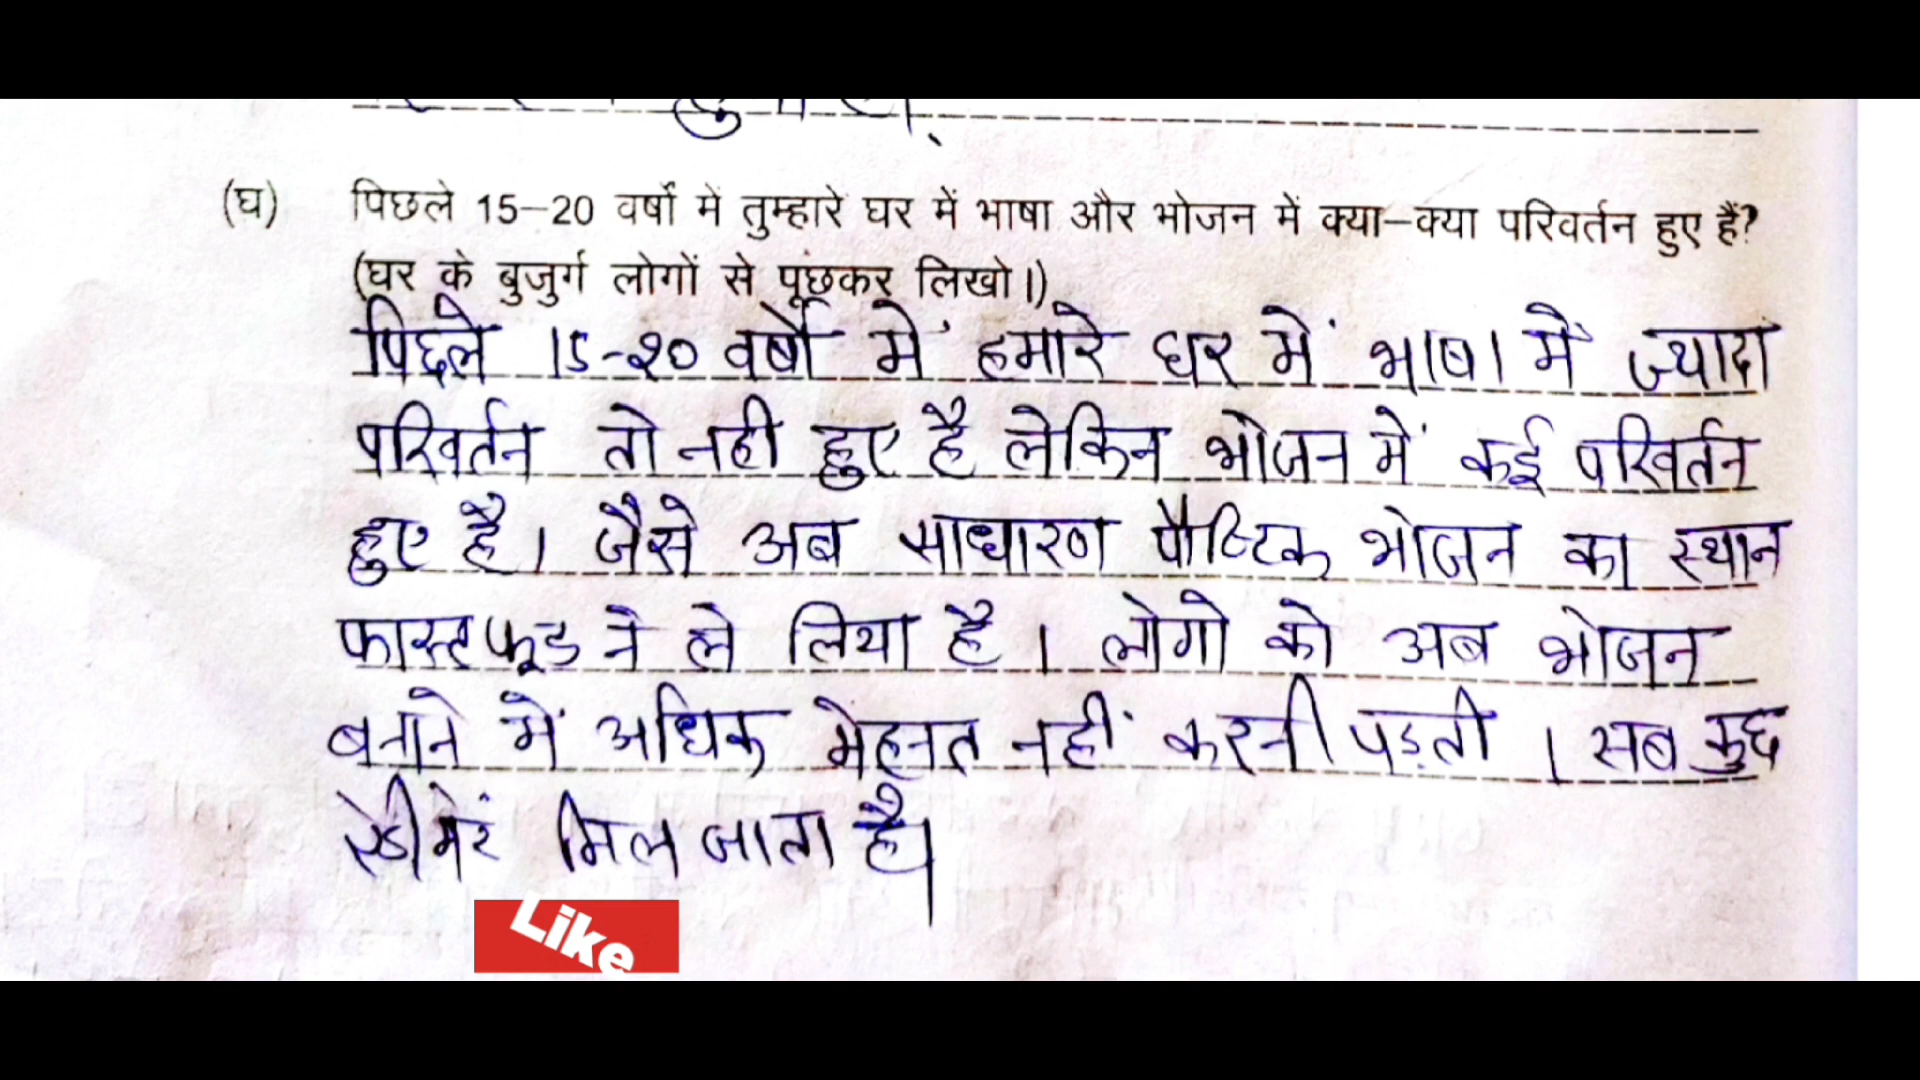 (घ) पिछले 15–20 वर्षों में तुम्हारे घर में भाषा और भोजन में क्या–क्या परिवर्तन हुए हैं?
(घर के बुजुर्ग लोगों से पूंछकर लिखो।)
पिछले 15-20 वर्षों में हमारे घर में भाषा में ज्यादा
परिवर्तन तो नही हुए है लेकिन भोजन में कई परिवर्तन
हुए है। जैसे अब साधारण पौष्टिक भोजन का स्थान
फास्टफूड ने ले लिया है। लोगो को अब भोजन
बनाने में अधिक मेहनत नहीं करनी पड़ती। सब कुछ
मिल जाता है।
Like